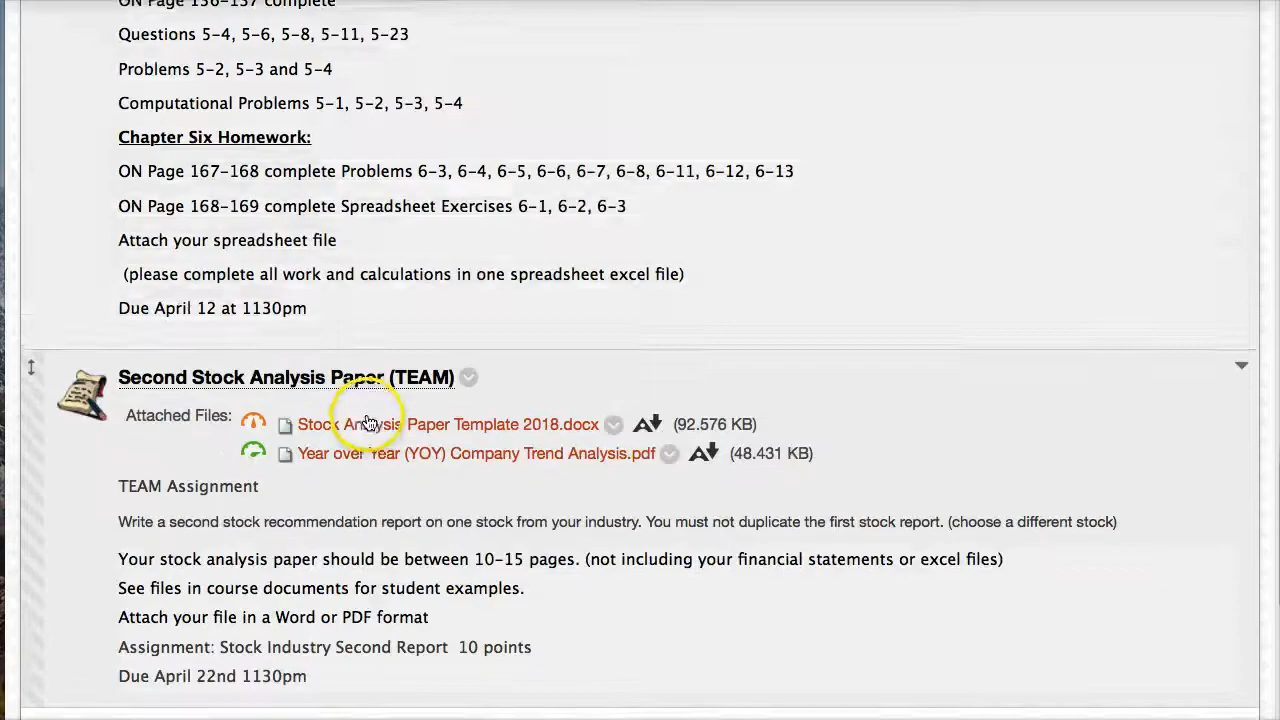 ON Page 136-137 complete
Questions 5-4, 5-6, 5-8, 5-11, 5-23
Problems 5-2, 5-3 and 5-4
Computational Problems 5-1, 5-2, 5-3, 5-4
Chapter Six Homework:
ON Page 167-168 complete Problems 6-3, 6-4, 6-5, 6-6, 6-7, 6-8, 6-11, 6-12, 6-13
ON Page 168-169 complete Spreadsheet Exercises 6-1, 6-2, 6-3
Attach your spreadsheet file
(please complete all work and calculations in one spreadsheet excel file)
Due April 12 at 1130pm
Second Stock Analysis Paper (TEAM)
Attached Files: Stock Analysis Paper Template 2018.docx (92.576 KB)
Year over Year (YOY) Company Trend Analysis.pdf (48.431 KB)
TEAM Assignment
Write a second stock recommendation report on one stock from your industry. You must not duplicate the first stock report. (choose a different stock)
Your stock analysis paper should be between 10-15 pages. (not including your financial statements or excel files)
See files in course documents for student examples.
Attach your file in a Word or PDF format
Assignment: Stock Industry Second Report 10 points
Due April 22nd 1130pm